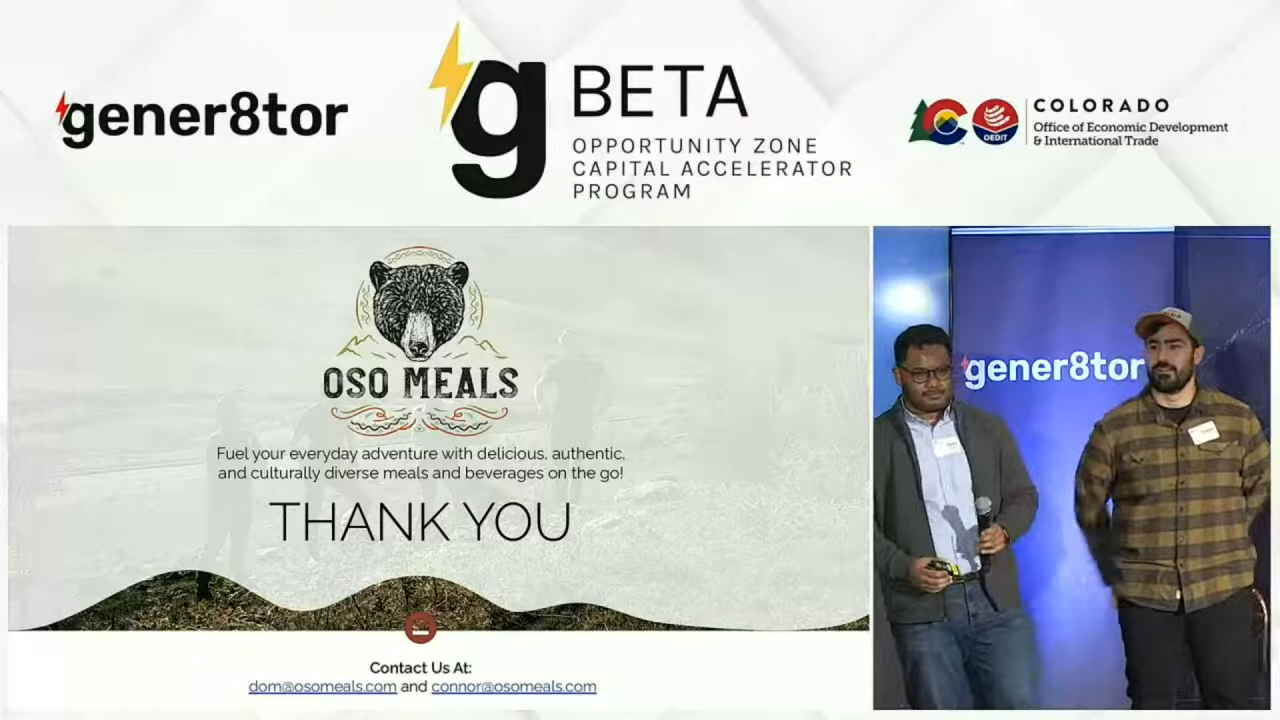 gener8tor
g BETA
OPPORTUNITY ZONE
CAPITAL ACCELERATOR
PROGRAM
COLORADO
Office of Economic Development
& International Trade
OEDIT
OSO MEALS
Fuel your everyday adventure with delicious, authentic,
and culturally diverse meals and beverages on the go!
THANK YOU
Contact Us At:
dom@osomeals.com and connor@osomeals.com
gener8tor